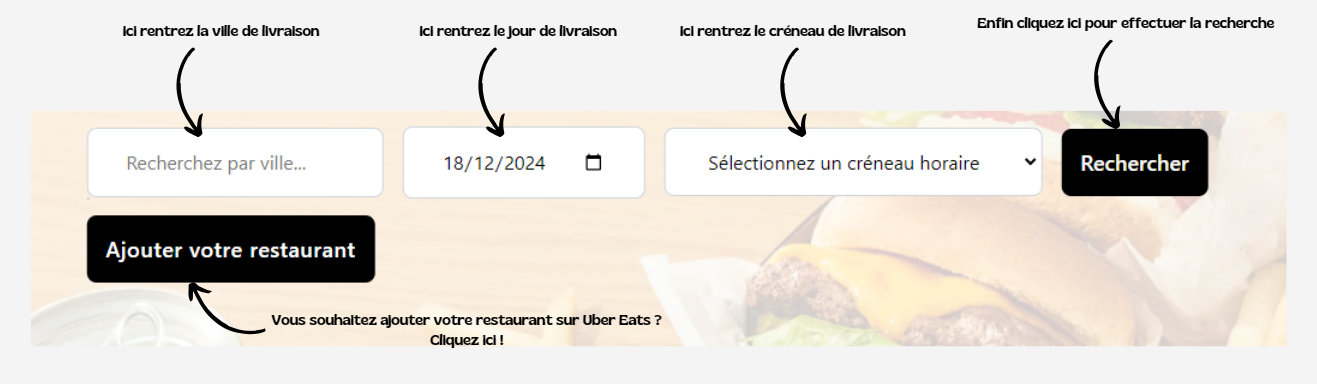 Ici rentrez la ville de livraison
Ici rentrez le jour de livraison
Ici rentrez le créneau de livraison
Enfin cliquez ici pour effectuer la recherche
Recherchez par ville...
18/12/2024
Sélectionnez un créneau horaire
Rechercher
Ajouter votre restaurant
Vous souhaitez ajouter votre restaurant sur Uber Eats ?
Cliquez ici !